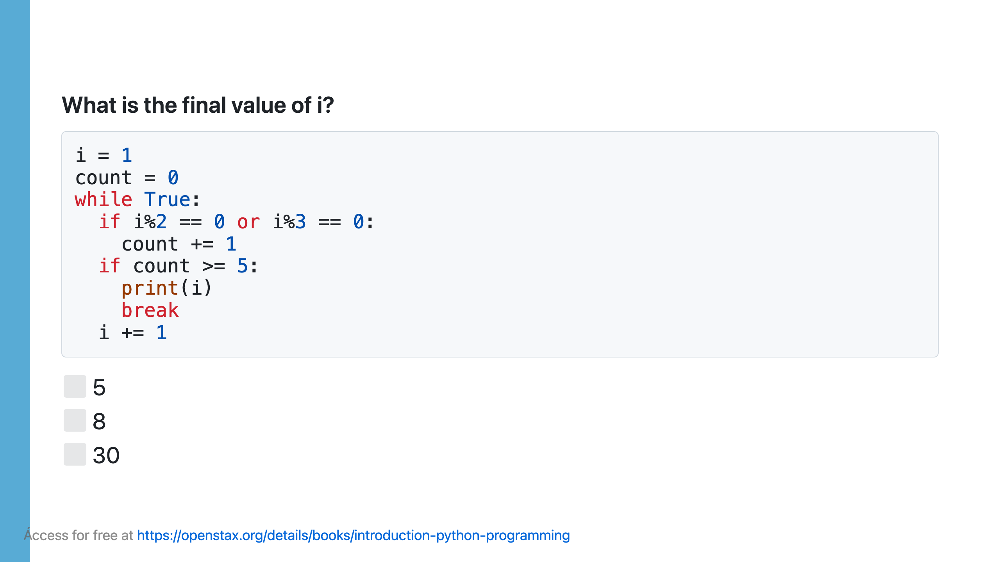 What is the final value of i?
i = 1
count = 0
while True:
  if i%2 == 0 or i%3 == 0:
    count += 1
  if count >= 5:
    print(i)
    break
  i += 1
5
8
30
Áccess for free at https://openstax.org/details/books/introduction-python-programming